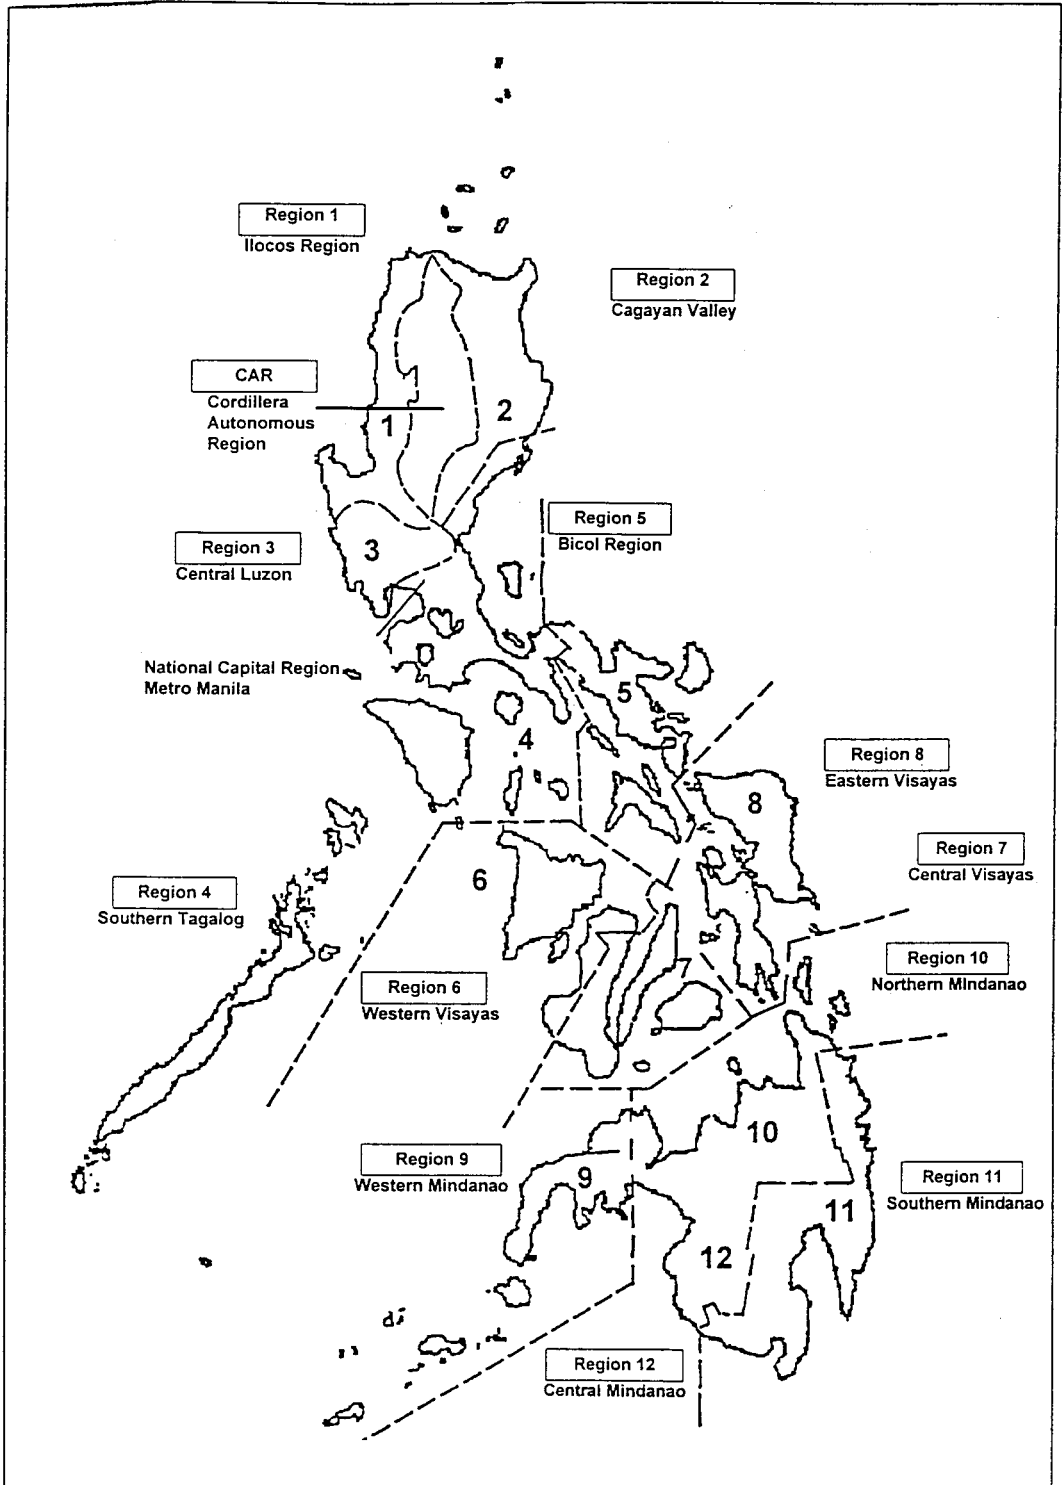 Region 1
Ilocos Region
Region 2
Cagayan Valley
CAR
Cordillera
Autonomous
Region
1
2
Region 5
Bicol Region
Region 3
Central Luzon
3
National Capital Region
Metro Manila
5
4
Region 8
Eastern Visayas
8
Region 7
Central Visayas
6
Region 4
Southern Tagalog
Region 10
Northern Mindanao
7
Region 6
Western Visayas
10
Region 9
Western Mindanao
9
Region 11
Southern Mindanao
11
12
Region 12
Central Mindanao